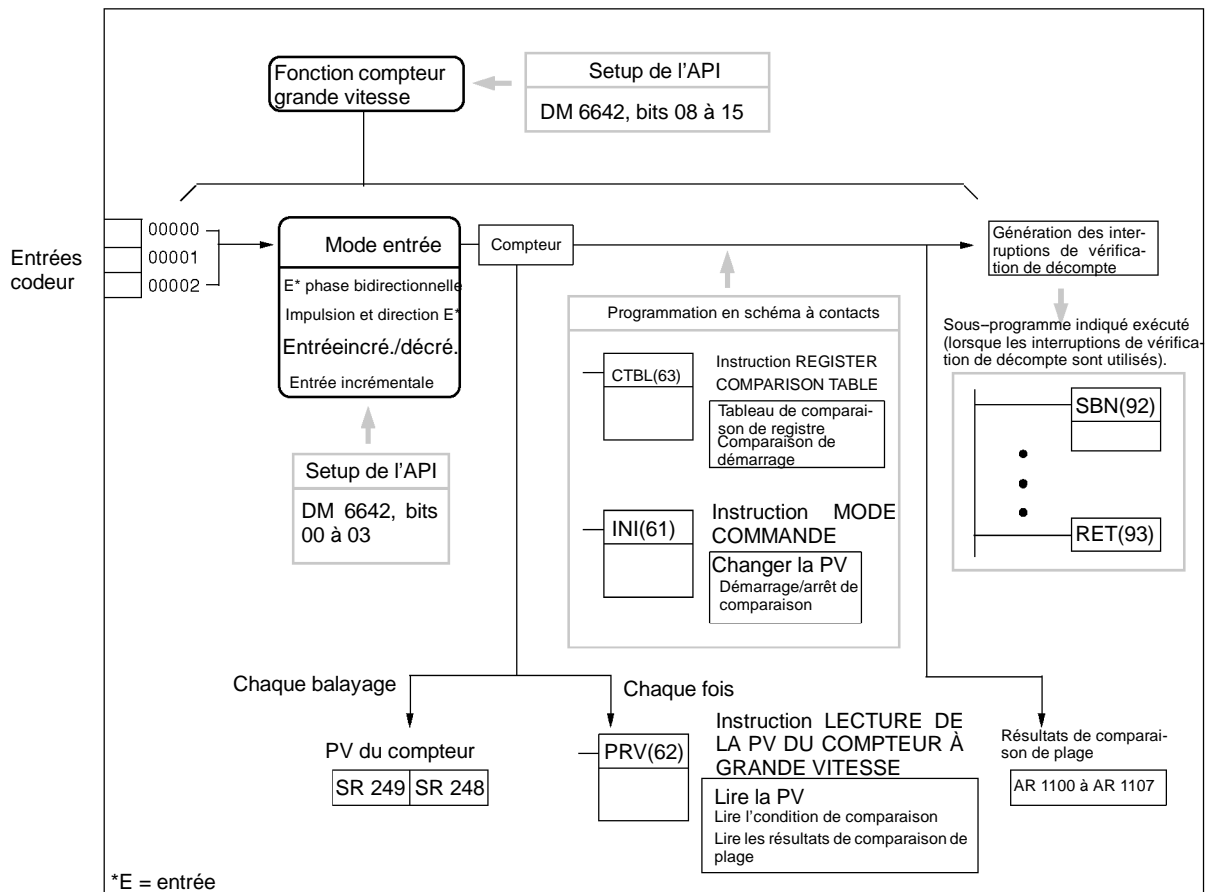 Fonction compteur
grande vitesse
Setup de l’API
DM 6642, bits 08 à 15
Entrées
codeur
00000
00001
00002
Mode entrée
E* phase bidirectionnelle
Impulsion et direction E*
Entréeincré./décré.
Entrée incrémentale
Compteur
Génération des inter-
ruptions de vérifica-
tion de décompte
Setup de l’API
DM 6642, bits
00 à 03
Programmation en schéma à contacts
CTBL(63)
Instruction REGISTER
COMPARISON TABLE
Tableau de comparai-
son de registre
Comparaison de
démarrage
INI(61)
Instruction MODE
COMMANDE
Changer la PV
Démarrage/arrêt de
comparaison
Sous–programme indiqué exécuté
(lorsque les interruptions de vérifica-
tion de décompte sont utilisés).
SBN(92)
RET(93)
Chaque balayage
PV du compteur
SR 249 SR 248
Chaque fois
PRV(62)
Instruction LECTURE DE
LA PV DU COMPTEUR À
GRANDE VITESSE
Lire la PV
Lire l’condition de comparaison
Lire les résultats de comparaison de
plage
Résultats de comparai-
son de plage
AR 1100 à AR 1107
*E = entrée